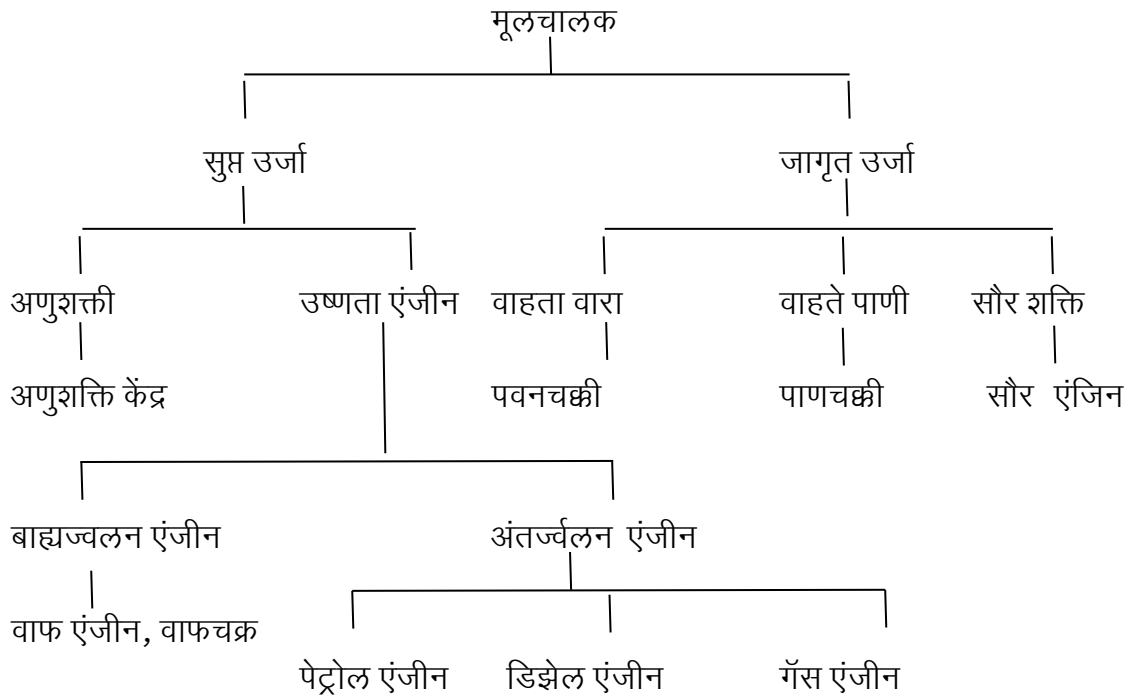 मूलचालक
सुप्त उर्जा जागृत उर्जा
अणुशक्ती उष्णता एंजीन वाहता वारा वाहते पाणी सौर शक्ति
अणुशक्ति केंद्र पवनचक्की पाणचक्की सौर एंजिन
बाह्यज्वलन एंजीन अंतर्ज्वलन एंजीन
वाफ एंजीन, वाफचक्र
पेट्रोल एंजीन डिझेल एंजीन गॅस एंजीन